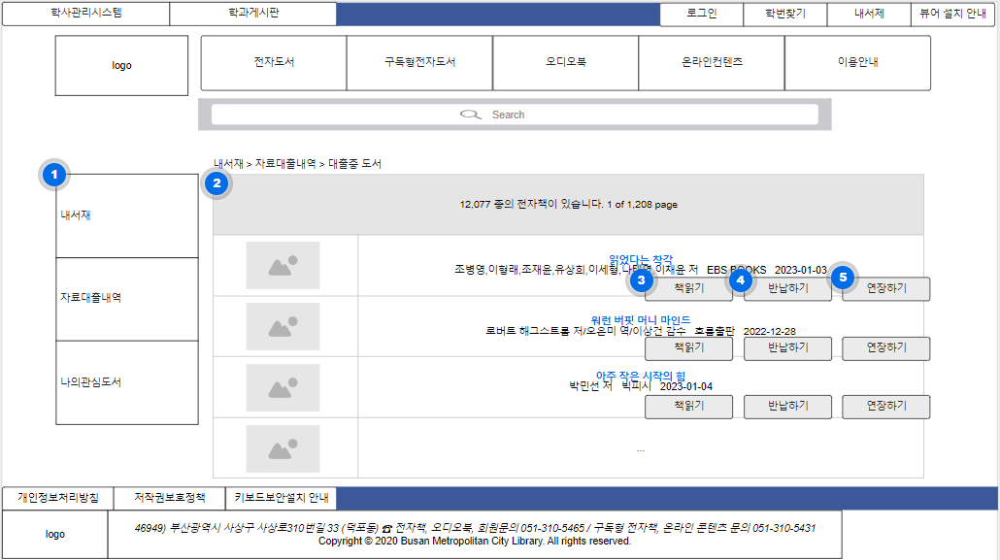 학사관리시스템 학과게시판 로그인 학번찾기 내서재 뷰어 설치 안내
logo 전자도서 구독형전자도서 오디오북 온라인컨텐츠 이용안내
Search
내서재 > 자료대출내역 > 대출중 도서
1
2
내서재
자료대출내역
나의관심도서
12,077 종의 전자책이 있습니다. 1 of 1,208 page
읽었다는 착각
조병영,이형래,조재윤,유상희,이세형,나태영,이채윤 저 EBS BOOKS 2023-01-03
3 책읽기 4 반납하기 5 연장하기
워런 버핏 머니 마인드
로버트 해그스트롬 저/오은미 역/이상건 감수 흐름출판 2022-12-28
책읽기 반납하기 연장하기
아주 작은 시작의 힘
박민선 저 빅피시 2023-01-04
책읽기 반납하기 연장하기
...
개인정보처리방침 저작권보호정책 키보드보안설치 안내
logo
46949) 부산광역시 사상구 사상로310번길 33 (덕포동) ☎ 전자책, 오디오북, 회원문의 051-310-5465 / 구독형 전자책, 온라인 콘텐츠 문의 051-310-5431
Copyright © 2020 Busan Metropolitan City Library. All rights reserved.